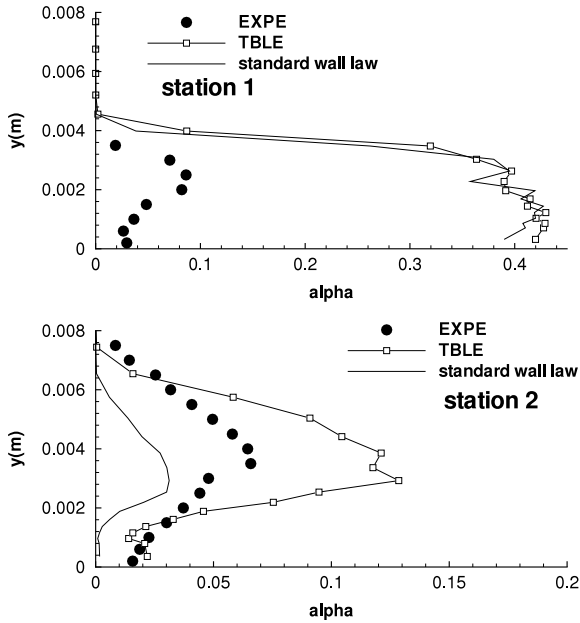 EXPE
TBLE
standard wall law
station 1
0.008
0.006
0.004
0.002
0
y(m)
0
0.1
0.2
0.3
0.4
alpha
EXPE
TBLE
standard wall law
station 2
0.008
0.006
0.004
0.002
0
y(m)
0
0.05
0.1
0.15
0.2
alpha